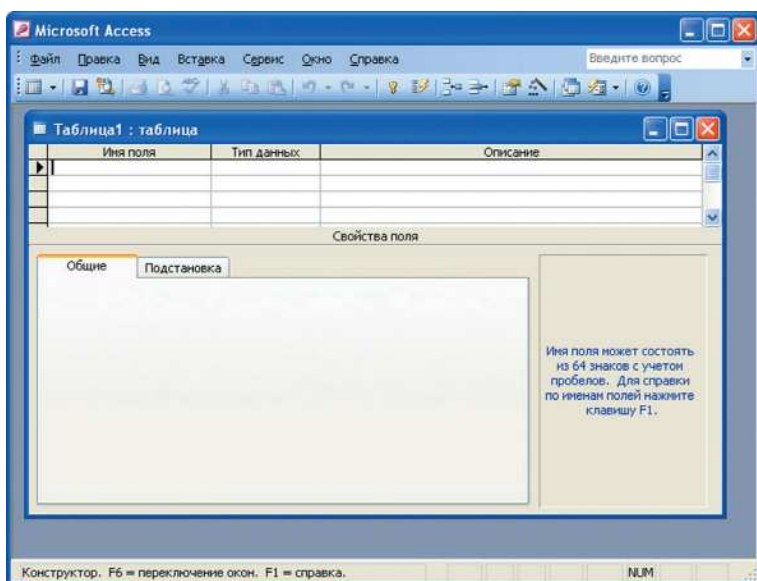 Microsoft Access
Файл Правка Вид Вставка Сервис Окно Справка Введите вопрос
Таблица1 : таблица
Имя поля Тип данных Описание
Свойства поля
Общие Подстановка
Имя поля может состоять
из 64 знаков с учетом
пробелов. Для справки
по именам полей нажмите
клавишу F1.
Конструктор. F6 = переключение окон. F1 = справка. NUM